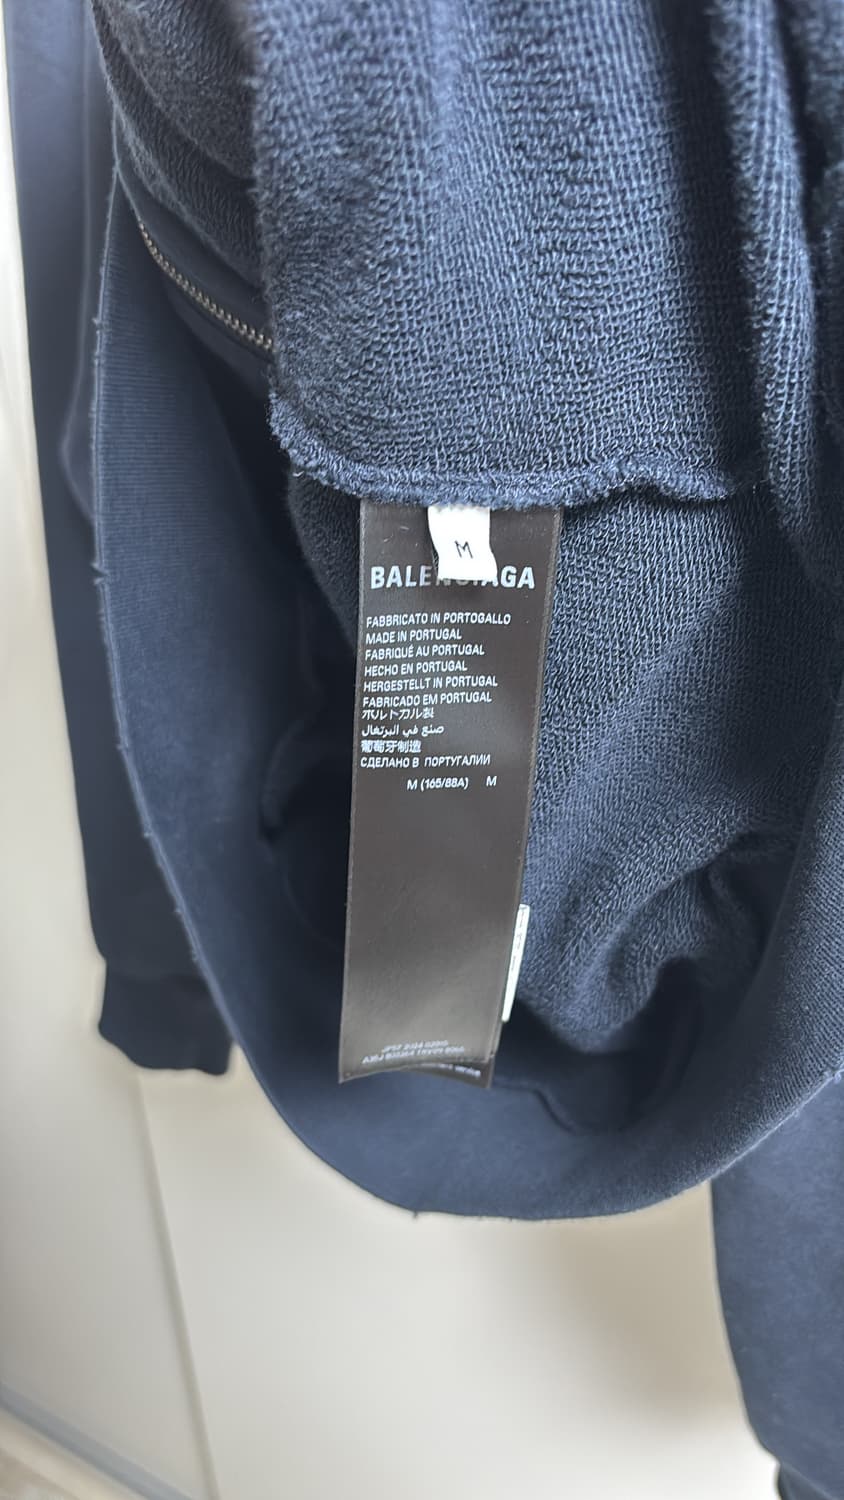 M
BALENCIAGA
FABBRICATO IN PORTOGALLO
MADE IN PORTUGAL
FABRIQUÉ AU PORTUGAL
HECHO EN PORTUGAL
HERGESTELLT IN PORTUGAL
FABRICADO EM PORTUGAL
ポルトガル製
صنع في البرتغال
葡萄牙制造
СДЕЛАНО В ПОРТУГАЛИИ
M (165/88A) M